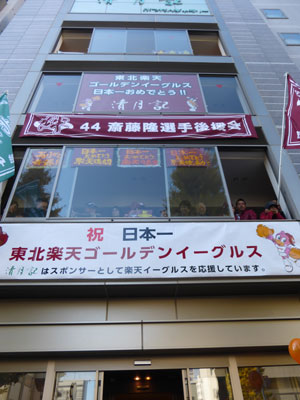 東北楽天
ゴールデンイーグルス
日本一おめでとう!!
清月記
44 斎藤隆選手後援会
祝 日本一
東北楽天ゴールデンイーグルス
清月記はスポンサーとして楽天イーグルスを応援しています。